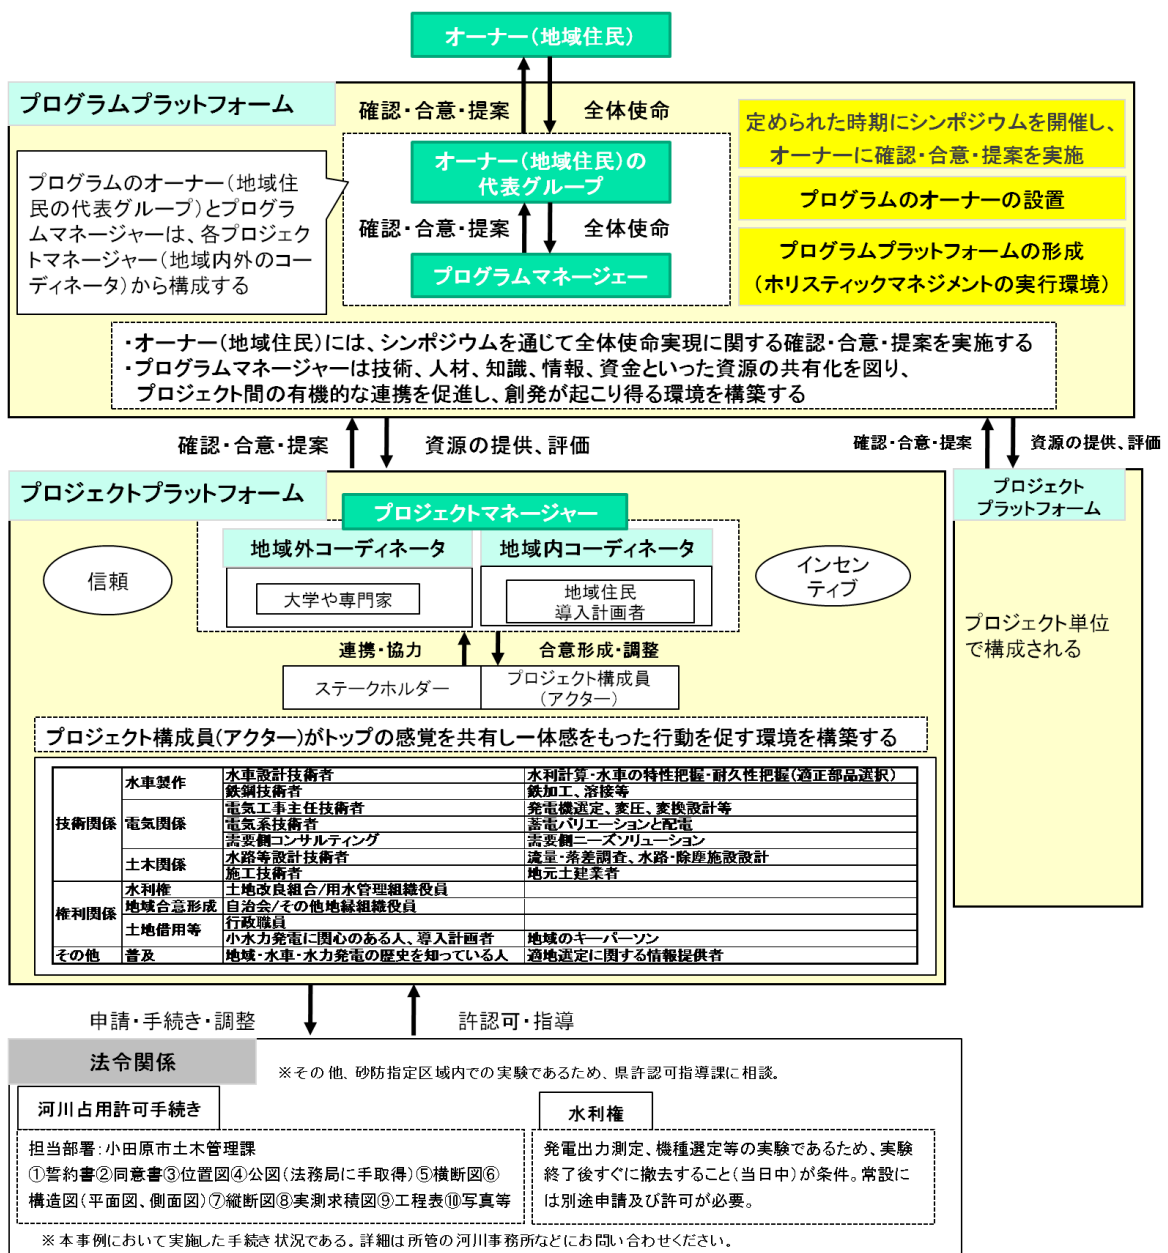 オーナー(地域住民)
プログラムプラットフォーム
確認・合意・提案
全体使命
定められた時期にシンポジウムを開催し、
オーナーに確認・合意・提案を実施
オーナー(地域住民)の
代表グループ
プログラムのオーナーの設置
プログラムのオーナー(地域住
民の代表グループ)とプログラ
ムマネージャーは、各プロジェク
トマネージャー(地域内外のコー
ディネータ)から構成する
確認・合意・提案
全体使命
プログラムマネージェー
プログラムプラットフォームの形成
(ホリスティックマネジメントの実行環境)
・オーナー(地域住民)には、シンポジウムを通じて全体使命実現に関する確認・合意・提案を実施する
・プログラムマネージャーは技術、人材、知識、情報、資金といった資源の共有化を図り、
プロジェクト間の有機的な連携を促進し、創発が起こり得る環境を構築する
確認・合意・提案
資源の提供、評価
確認・合意・提案
資源の提供、評価
プロジェクトプラットフォーム
プロジェクトマネージャー
地域外コーディネータ
地域内コーディネータ
信頼
大学や専門家
地域住民
導入計画者
インセン
ティブ
連携・協力
合意形成・調整
ステークホルダー
プロジェクト構成員
(アクター)
プロジェクト
プラットフォーム
プロジェクト単位
で構成される
プロジェクト構成員(アクター)がトップの感覚を共有し一体感をもった行動を促す環境を構築する
技術関係 水車製作 水車設計技術者 水利計算・水車の特性把握・耐久性把握(適正部品選択)
鉄鋼技術者 鉄加工、溶接等
電気関係 電気工事主任技術者 発電機選定、変圧、変換設計等
電気系技術者 蓄電バリエーションと配電
需要側コンサルティング 需要側ニーズソリューション
土木関係 水路等設計技術者 流量・落差調査、水路・除塵施設設計
施工技術者 地元土建業者
権利関係 水利権 土地改良組合/用水管理組織役員
地域合意形成 自治会/その他地縁組織役員
土地借用等 行政職員
小水力発電に関心のある人、導入計画者 地域のキーパーソン
その他 普及 地域・水車・水力発電の歴史を知っている人 適地選定に関する情報提供者
申請・手続き・調整
許認可・指導
法令関係
※その他、砂防指定区域内での実験であるため、県許認可指導課に相談。
河川占用許可手続き
担当部署:小田原市土木管理課
①誓約書②同意書③位置図④公図(法務局に手取得)⑤横断図⑥
構造図(平面図、側面図)⑦縦断図⑧実測求積図⑨工程表⑩写真等
水利権
発電出力測定、機種選定等の実験であるため、実験
終了後すぐに撤去すること(当日中)が条件。常設に
は別途申請及び許可が必要。
※本事例において実施した手続き状況である。詳細は所管の河川事務所などにお問い合わせください。